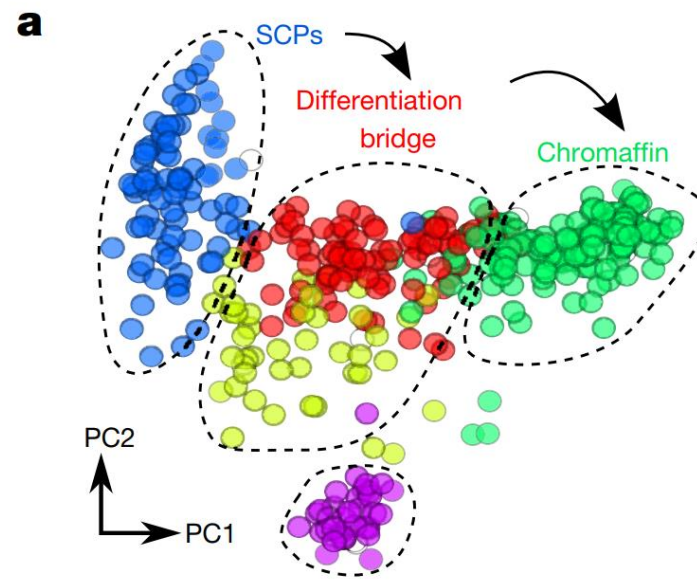 a
SCPs
Differentiation
bridge
Chromaffin
PC2
PC1